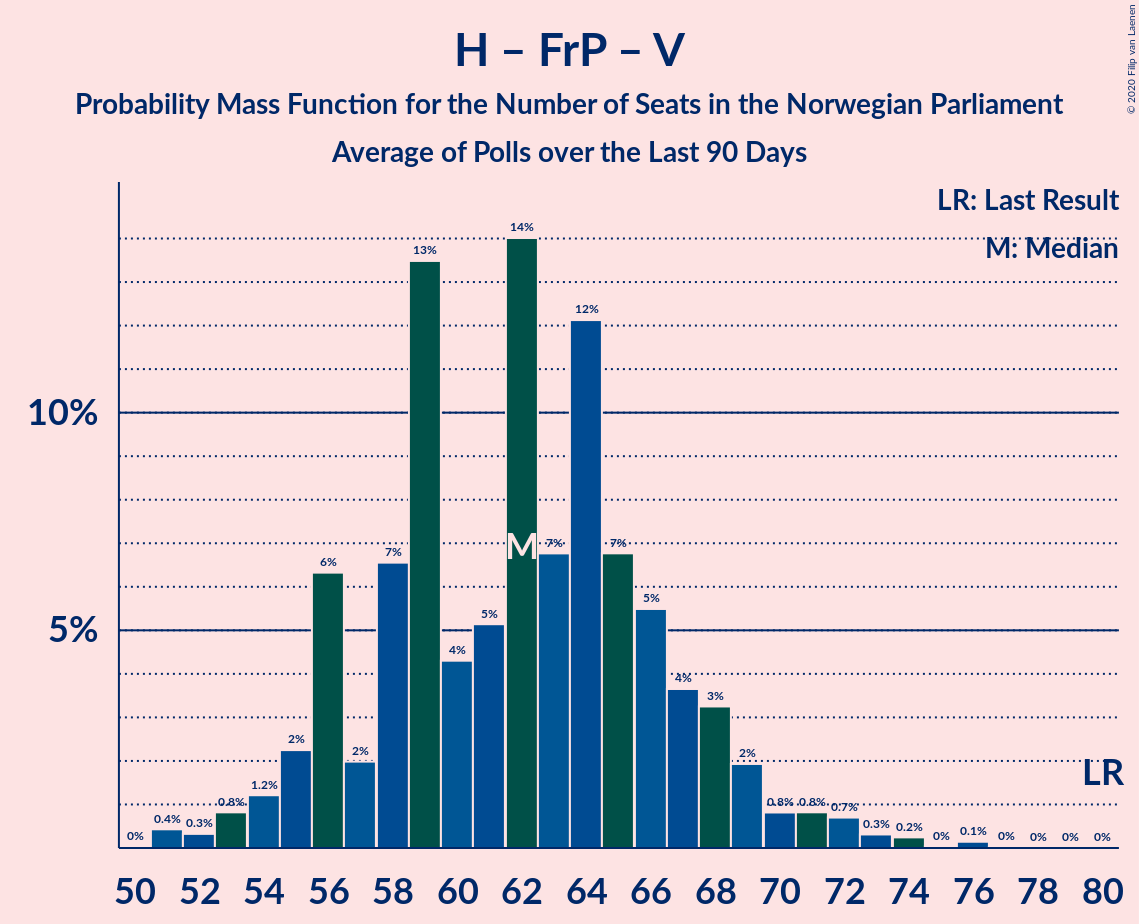 H – FrP – V
Probability Mass Function for the Number of Seats in the Norwegian Parliament
Average of Polls over the Last 90 Days
© 2020 Filip van Laenen
LR: Last Result
M: Median
10%
5%
0% 0.4% 0.3% 0.8% 1.2% 2% 6% 2% 7% 13% 4% 5% 14% 7% 12% 7% 5% 4% 3% 2% 0.8% 0.8% 0.7% 0.3% 0.2% 0% 0.1% 0% 0% 0% 0%
M
LR
50 52 54 56 58 60 62 64 66 68 70 72 74 76 78 80